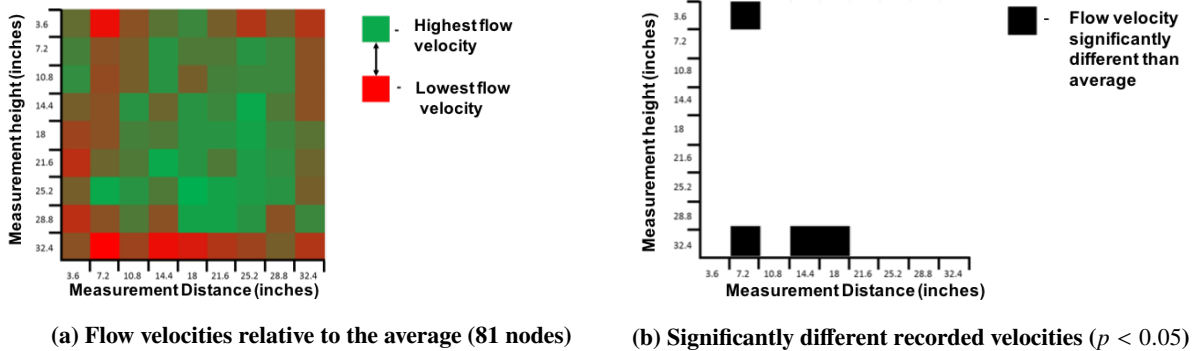 Measurement height (inches)
3.6
7.2
10.8
14.4
18
21.6
25.2
28.8
32.4
3.6 7.2 10.8 14.4 18 21.6 25.2 28.8 32.4
Measurement Distance (inches)
- Highest flow
velocity
- Lowest flow
velocity
(a) Flow velocities relative to the average (81 nodes)
Measurement height (inches)
3.6
7.2
10.8
14.4
18
21.6
25.2
28.8
32.4
3.6 7.2 10.8 14.4 18 21.6 25.2 28.8 32.4
Measurement Distance (inches)
- Flow velocity
significantly
different than
average
(b) Significantly different recorded velocities (p < 0.05)